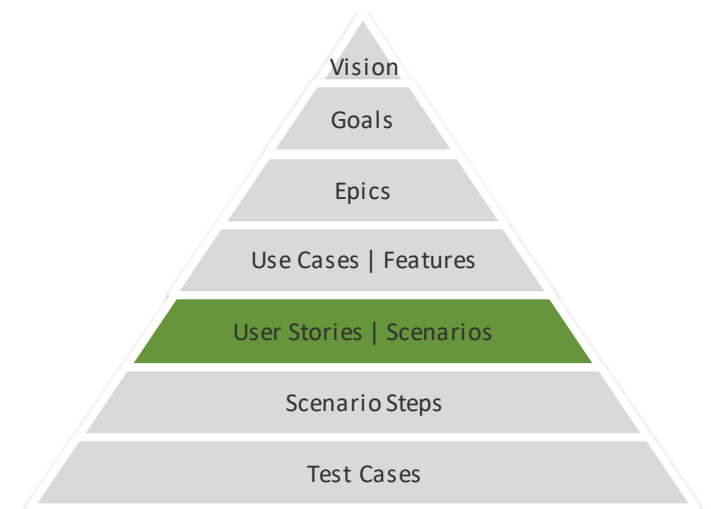 Vision
Goals
Epics
Use Cases | Features
User Stories | Scenarios
Scenario Steps
Test Cases